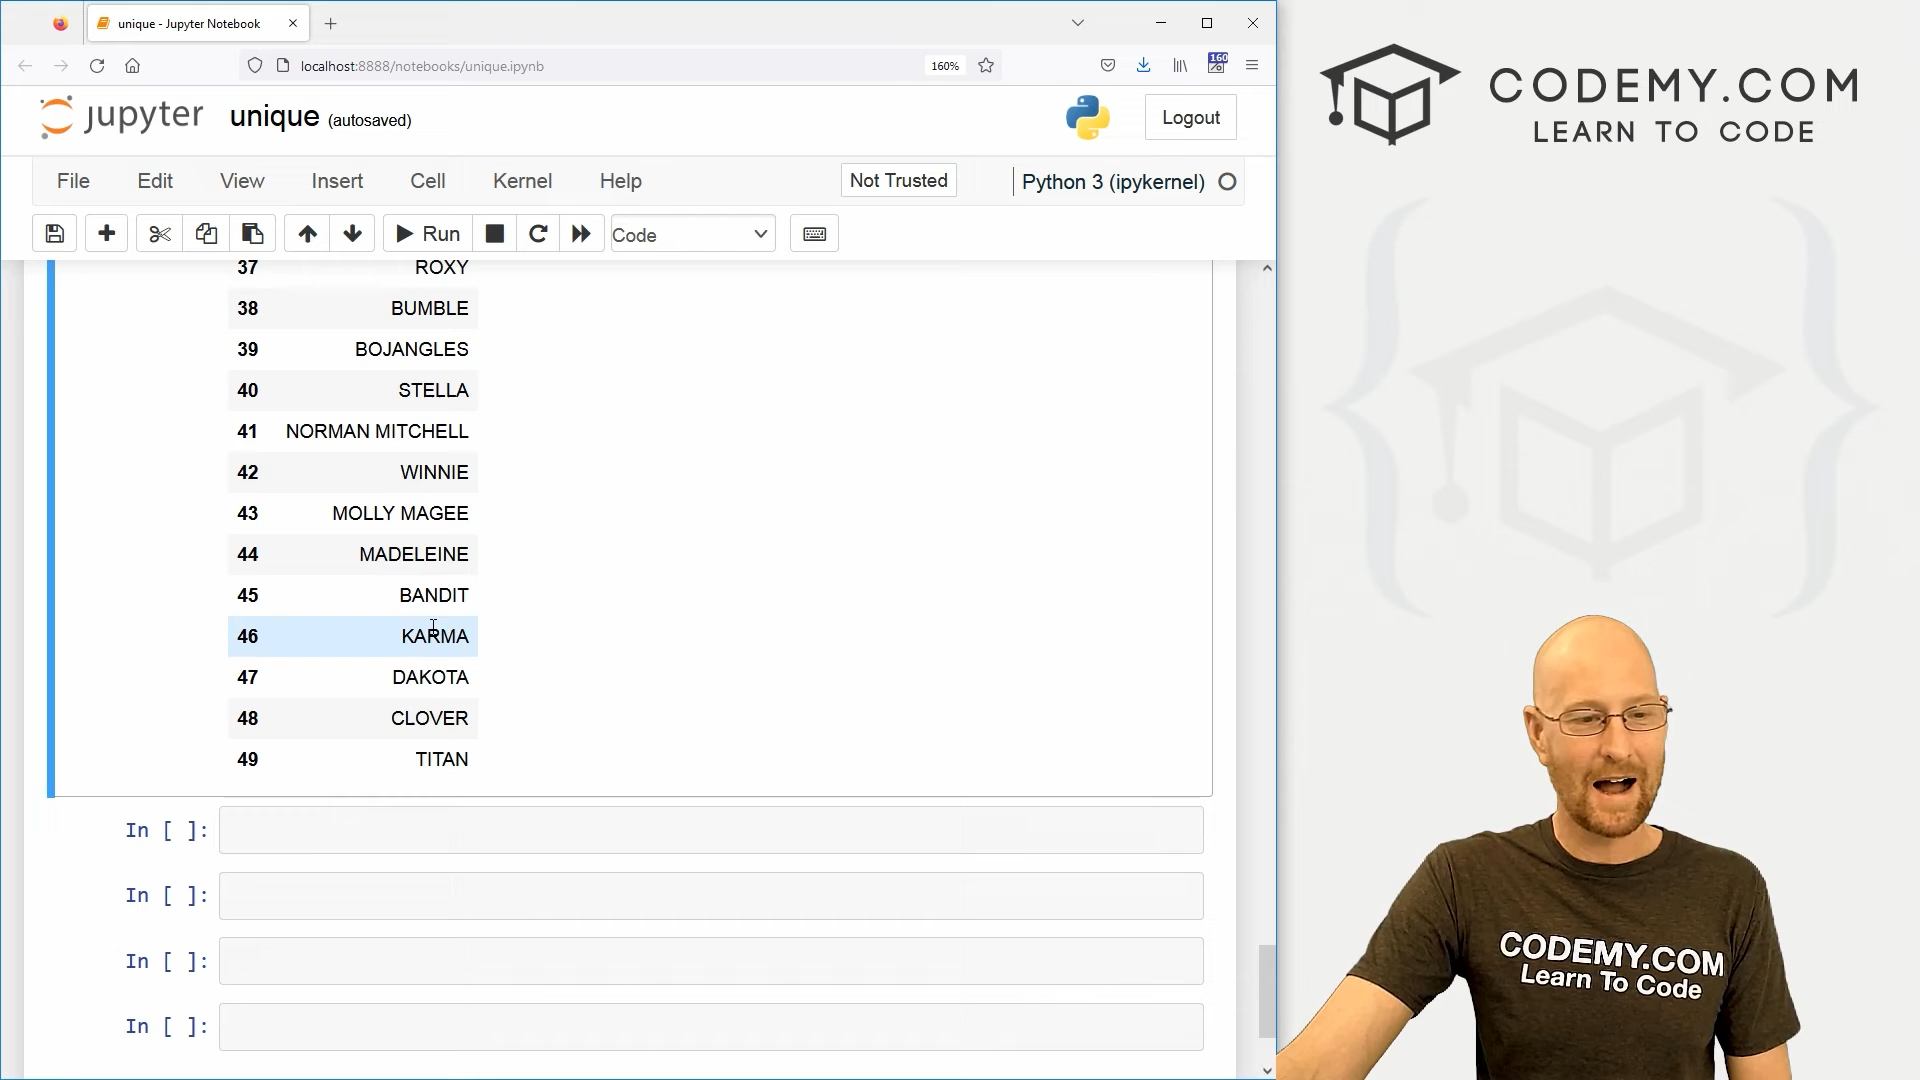 unique - Jupyter Notebook
localhost:8888/notebooks/unique.ipynb
160%
160
jupyter unique (autosaved)
Logout
File Edit View Insert Cell Kernel Help
Not Trusted
Python 3 (ipykernel)
Run
Code
37 ROXY
38 BUMBLE
39 BOJANGLES
40 STELLA
41 NORMAN MITCHELL
42 WINNIE
43 MOLLY MAGEE
44 MADELEINE
45 BANDIT
46 KARMA
47 DAKOTA
48 CLOVER
49 TITAN
In [ ]:
In [ ]:
In [ ]:
In [ ]:
CODEMY.COM
LEARN TO CODE
CODEMY.COM
Learn To Code